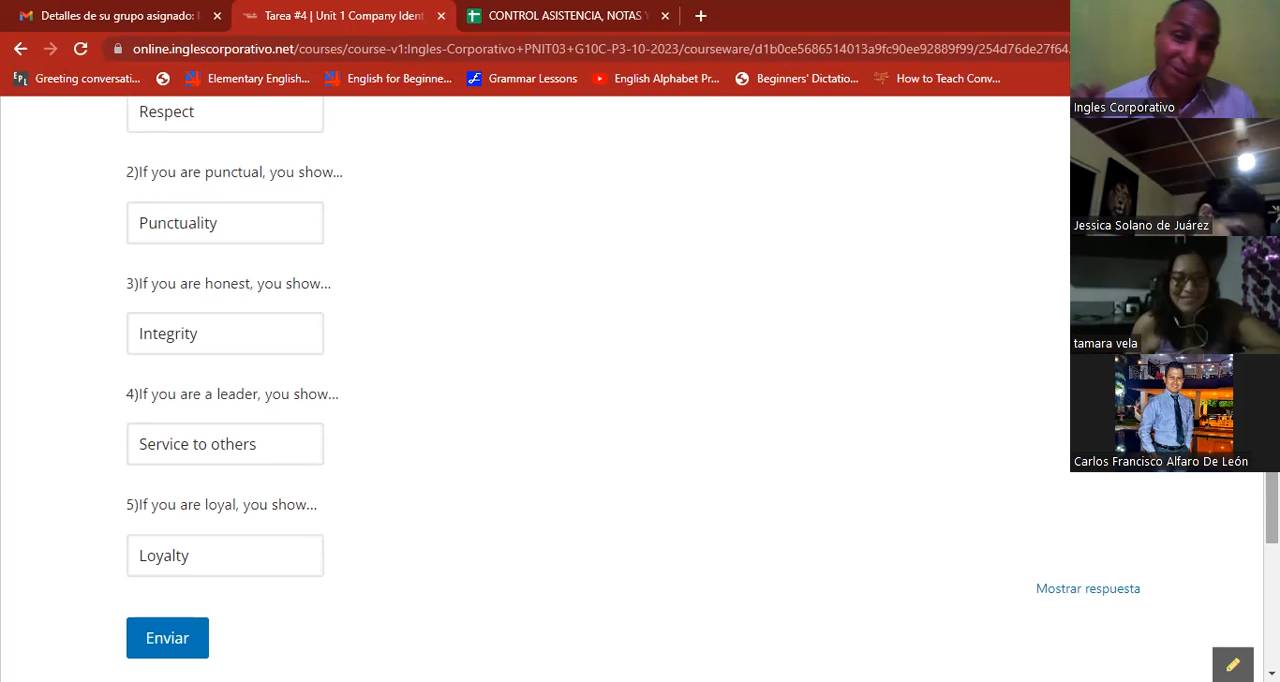 Detalles de su grupo asignado:
Tarea #4 | Unit 1 Company Iden
CONTROL ASISTENCIA, NOTAS
online.inglescorporativo.net/courses/course-v1:Ingles-Corporativo+PNIT03+G10C-P3-10-2023/courseware/d1b0ce5686514013a9fc90ee92889f99/254d76de27f64
Greeting conversati...
Elementary English...
English for Beginne...
Grammar Lessons
English Alphabet Pr...
Beginners' Dictatio...
How to Teach Conv...
Respect
2)If you are punctual, you show...
Punctuality
3)If you are honest, you show...
Integrity
4)If you are a leader, you show...
Service to others
5)If you are loyal, you show...
Loyalty
Mostrar respuesta
Enviar
Ingles Corporativo
Jessica Solano de Juárez
tamara vela
Carlos Francisco Alfaro De León